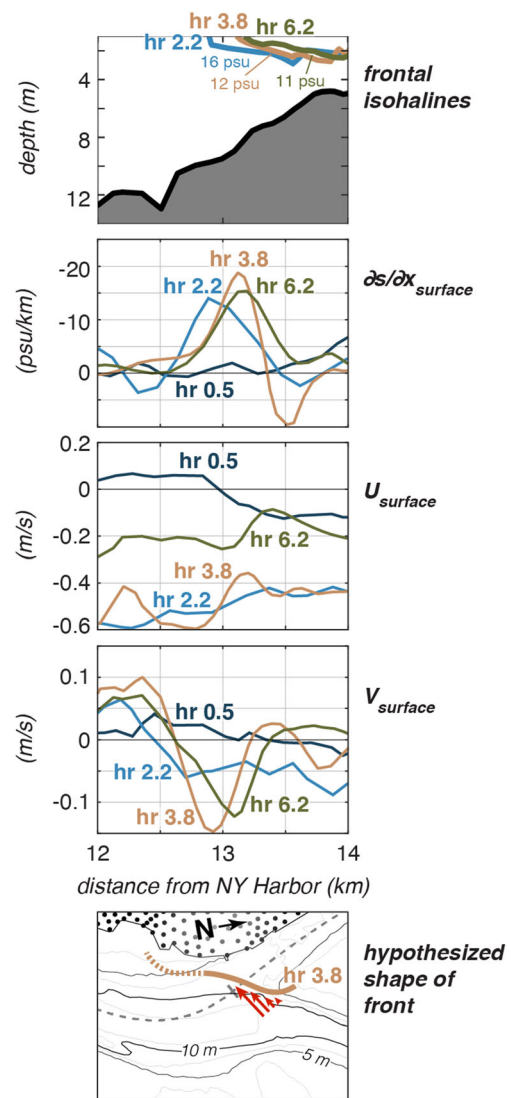 hr 3.8
hr 6.2
hr 2.2
16 psu
12 psu
11 psu
frontal
isohalines
depth (m)
4
8
12
hr 3.8
hr 2.2
hr 6.2
hr 0.5
∂s/∂x surface
(psu/km)
-20
-10
0
0.2
0
-0.2
-0.4
-0.6
(m/s)
hr 0.5
hr 6.2
hr 3.8
hr 2.2
U surface
0.1
0
-0.1
(m/s)
hr 0.5
hr 2.2
hr 3.8
hr 6.2
V surface
12
13
14
distance from NY Harbor (km)
N
hr 3.8
10 m
5 m
hypothesized
shape of
front